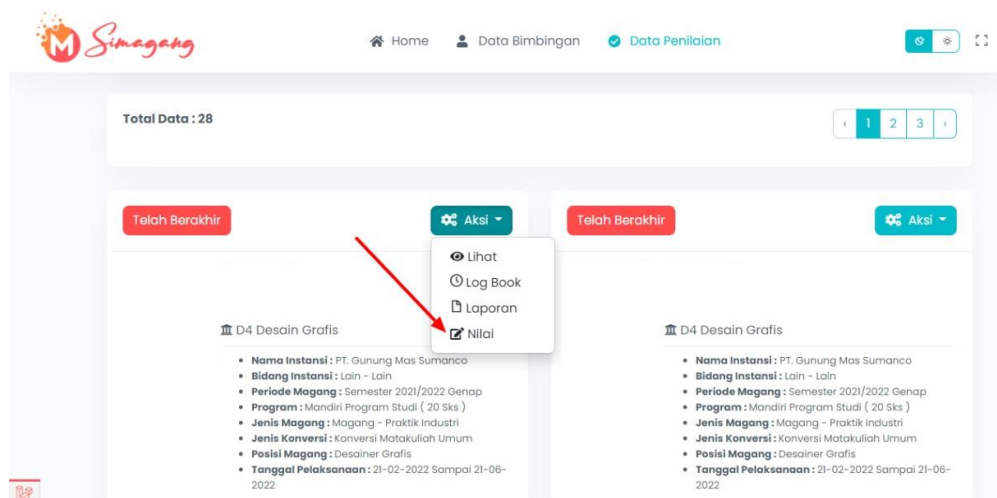 M Simagang
Home
Data Bimbingan
Data Penilaian
Total Data : 28
‹ 1 2 3 ›
Telah Berakhir
Aksi
Lihat
Log Book
Laporan
Nilai
D4 Desain Grafis
Nama Instansi : PT. Gunung Mas Sumanco
Bidang Instansi : Lain - Lain
Periode Magang : Semester 2021/2022 Genap
Program : Mandiri Program Studi ( 20 Sks )
Jenis Magang : Magang - Praktik Industri
Jenis Konversi : Konversi Matakuliah Umum
Posisi Magang : Desainer Grafis
Tanggal Pelaksanaan : 21-02-2022 Sampai 21-06-
2022
Telah Berakhir
Aksi
D4 Desain Grafis
Nama Instansi : PT. Gunung Mas Sumanco
Bidang Instansi : Lain - Lain
Periode Magang : Semester 2021/2022 Genap
Program : Mandiri Program Studi ( 20 Sks )
Jenis Magang : Magang - Praktik Industri
Jenis Konversi : Konversi Matakuliah Umum
Posisi Magang : Desainer Grafis
Tanggal Pelaksanaan : 21-02-2022 Sampai 21-06-
2022